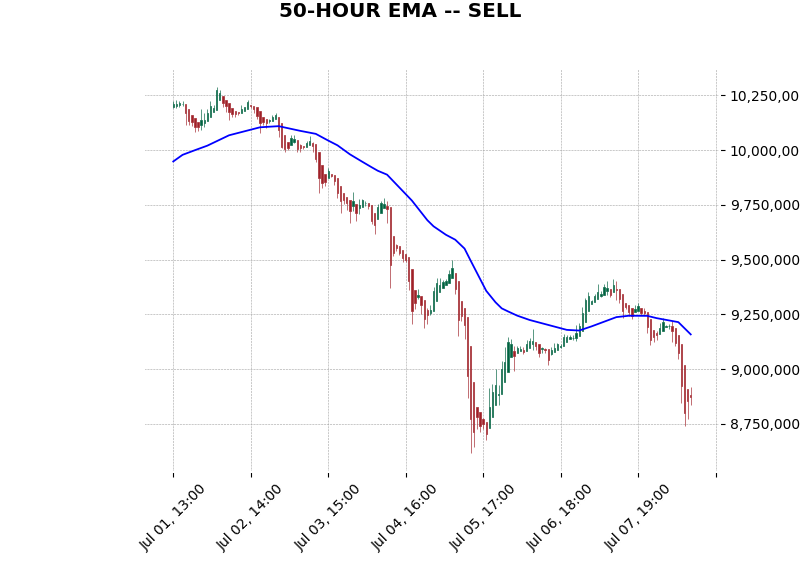 50-HOUR EMA -- SELL
10,250,00
10,000,00
9,750,000
9,500,000
9,250,000
9,000,000
8,750,000
Jul 01, 13:00
Jul 02, 14:00
Jul 03, 15:00
Jul 04, 16:00
Jul 05, 17:00
Jul 06, 18:00
Jul 07, 19:00